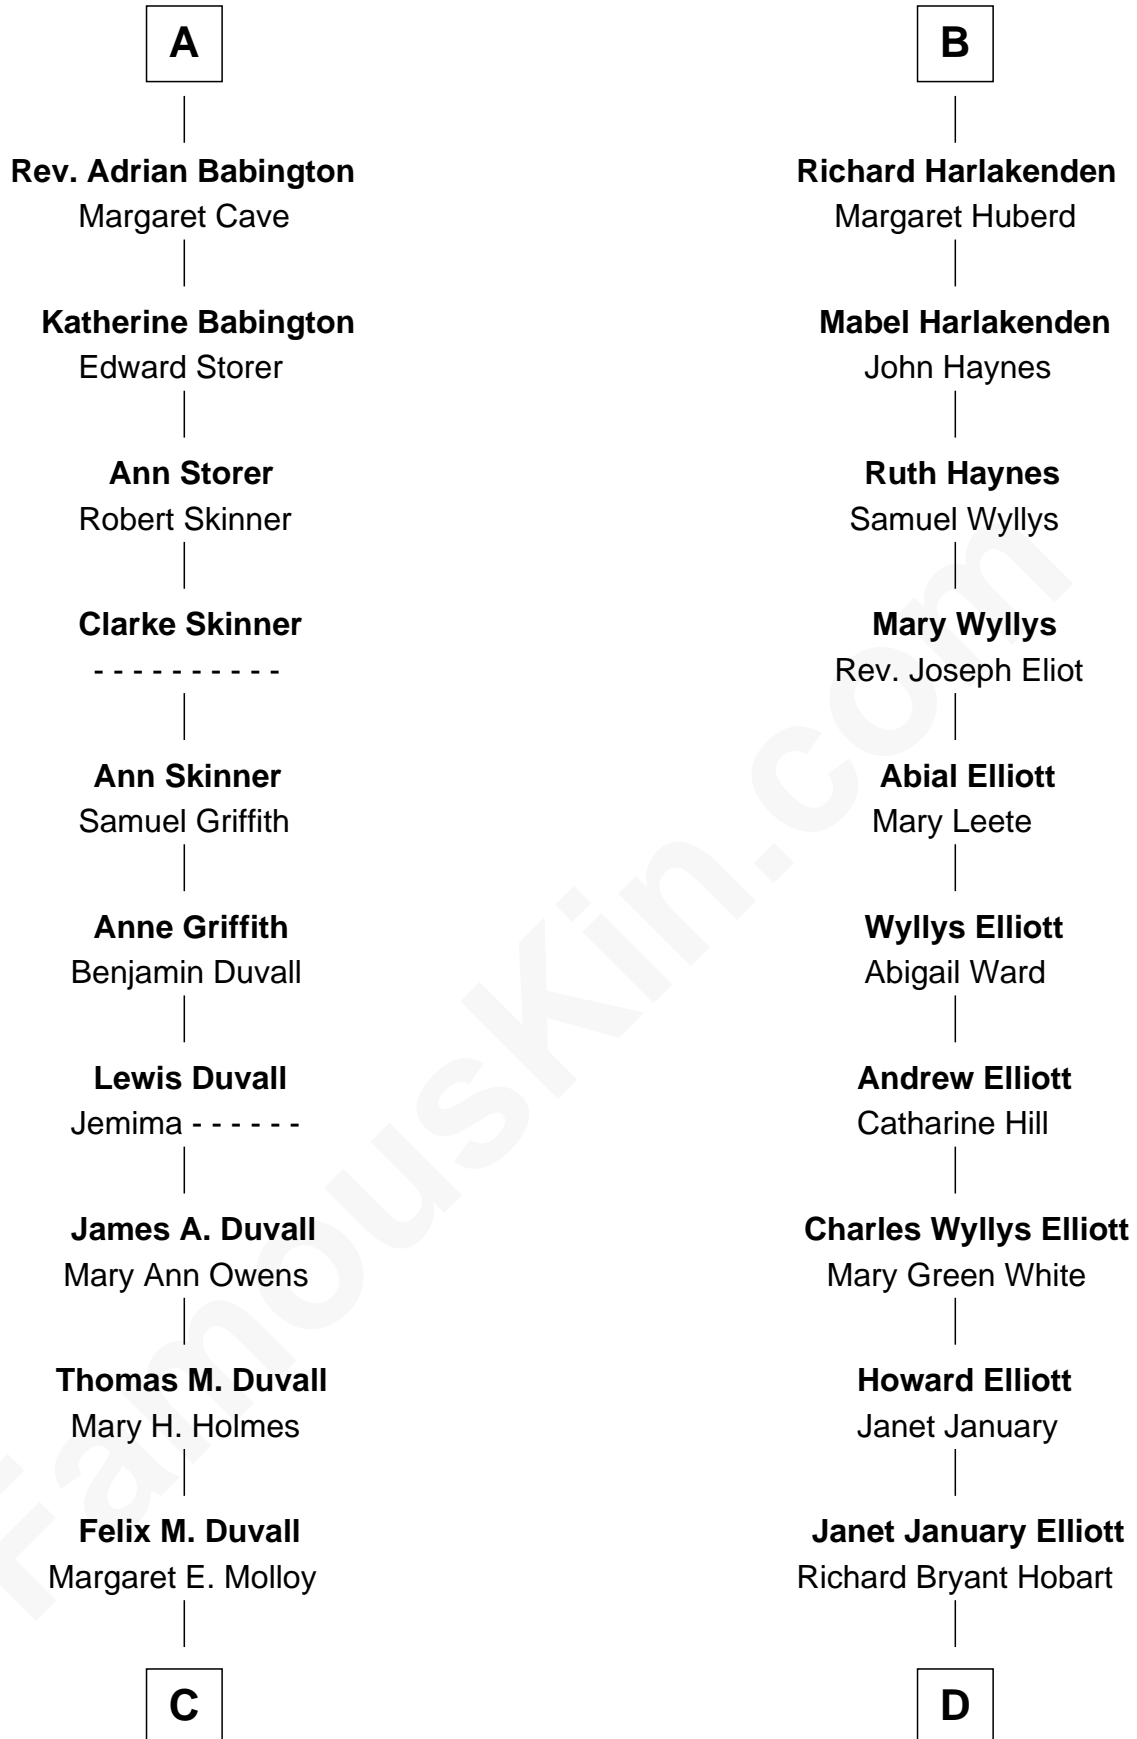 A
Rev. Adrian Babington
Margaret Cave
Katherine Babington
Edward Storer
Ann Storer
Robert Skinner
Clarke Skinner
- - - - - - - - - -
Ann Skinner
Samuel Griffith
Anne Griffith
Benjamin Duvall
Lewis Duvall
Jemima - - - - - -
James A. Duvall
Mary Ann Owens
Thomas M. Duvall
Mary H. Holmes
Felix M. Duvall
Margaret E. Molloy
C
B
Richard Harlakenden
Margaret Huberd
Mabel Harlakenden
John Haynes
Ruth Haynes
Samuel Wyllys
Mary Wyllys
Rev. Joseph Eliot
Abial Elliott
Mary Leete
Wyllys Elliott
Abigail Ward
Andrew Elliott
Catharine Hill
Charles Wyllys Elliott
Mary Green White
Howard Elliott
Janet January
Janet January Elliott
Richard Bryant Hobart
D
FamousKin.com